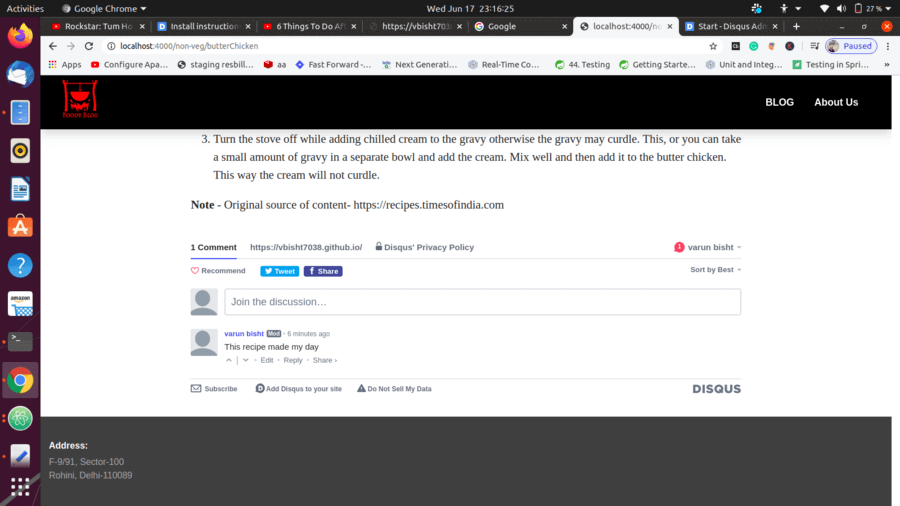 Activities Google Chrome Wed Jun 17 23:16:25 27 %
Rockstar: Tum Ho Install instruction 6 Things To Do Aft https://vbisht703 Google localhost:4000/no Start - Disqus Adm
localhost:4000/non-veg/butterChicken Paused
Apps Configure Apa... staging resbill... aa Fast Forward -... Next Generati... Real-Time Co... 44. Testing Getting Starte... Unit and Integ... Testing in Spri... »
FOODY BLOG BLOG About Us
3. Turn the stove off while adding chilled cream to the gravy otherwise the gravy may curdle. This, or you can take
a small amount of gravy in a separate bowl and add the cream. Mix well and then add it to the butter chicken.
This way the cream will not curdle.
Note - Original source of content- https://recipes.timesofindia.com
1 Comment https://vbisht7038.github.io/ Disqus' Privacy Policy 1 varun bisht
Recommend Tweet Share Sort by Best
Join the discussion...
varun bisht Mod • 6 minutes ago
This recipe made my day
• Edit • Reply • Share ›
Subscribe Add Disqus to your site Do Not Sell My Data DISQUS
Address:
F-9/91, Sector-100
Rohini, Delhi-110089
amazon